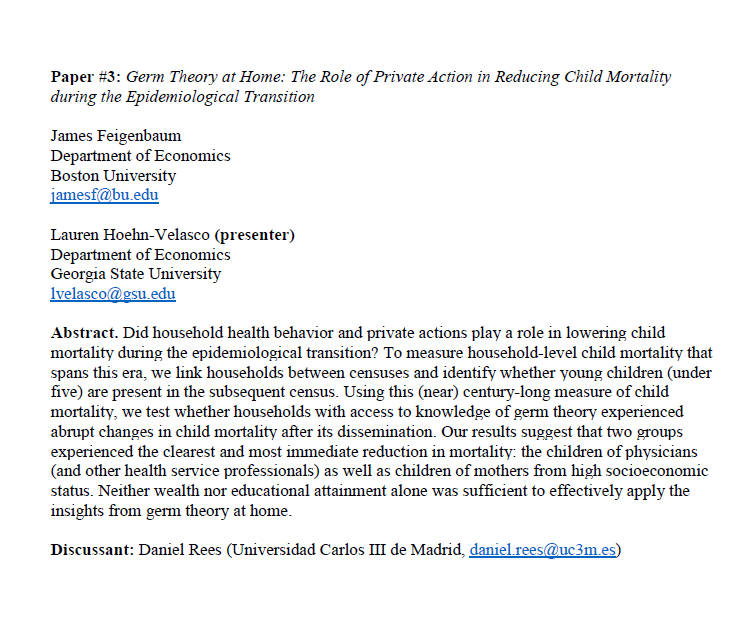 Paper #3: Germ Theory at Home: The Role of Private Action in Reducing Child Mortality
during the Epidemiological Transition
James Feigenbaum
Department of Economics
Boston University
jamesf@bu.edu
Lauren Hoehn-Velasco (presenter)
Department of Economics
Georgia State University
lvelasco@gsu.edu
Abstract. Did household health behavior and private actions play a role in lowering child
mortality during the epidemiological transition? To measure household-level child mortality that
spans this era, we link households between censuses and identify whether young children (under
five) are present in the subsequent census. Using this (near) century-long measure of child
mortality, we test whether households with access to knowledge of germ theory experienced
abrupt changes in child mortality after its dissemination. Our results suggest that two groups
experienced the clearest and most immediate reduction in mortality: the children of physicians
(and other health service professionals) as well as children of mothers from high socioeconomic
status. Neither wealth nor educational attainment alone was sufficient to effectively apply the
insights from germ theory at home.
Discussant: Daniel Rees (Universidad Carlos III de Madrid, daniel.rees@uc3m.es)